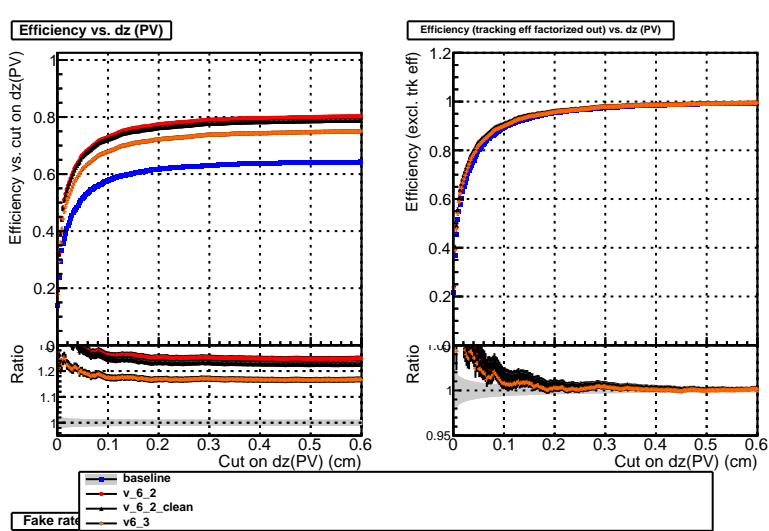 Efficiency vs. dz (PV)
Efficiency vs. cut on dz(PV)
1
0.8
0.6
0.4
0.2
Ratio
1.2
1.1
1
0 0.1 0.2 0.3 0.4 0.5 0.6
Cut on dz(PV) (cm)
Efficiency (tracking eff factorized out) vs. dz (PV)
Efficiency (excl. trk eff)
1.2
1
0.8
0.6
0.4
0.2
Ratio
1
0.95
0 0.1 0.2 0.3 0.4 0.5 0.6
Cut on dz(PV) (cm)
baseline
v_6_2
v_6_2_clean
v6_3
Fake rate